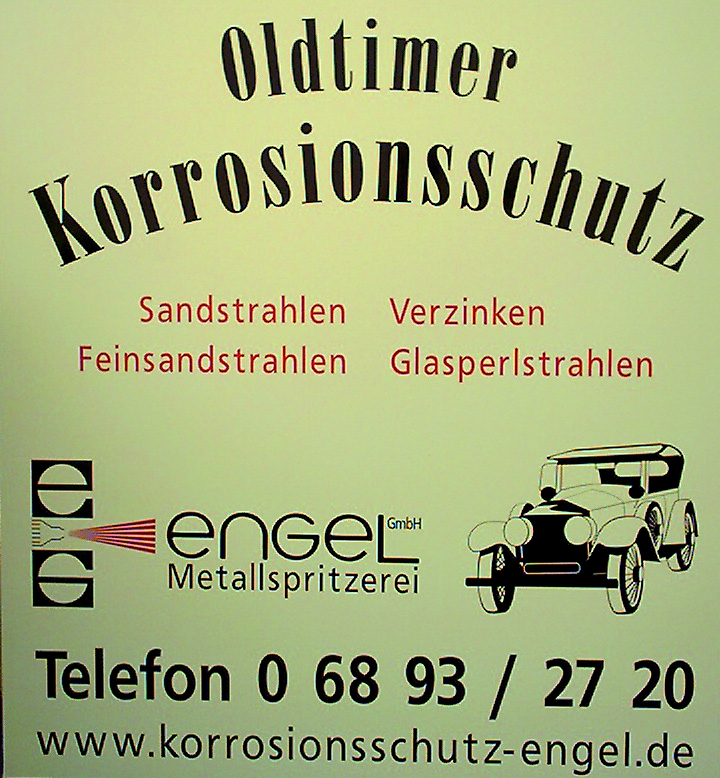 Oldtimer
Korrosionsschutz
Sandstrahlen Verzinken
Feinsandstrahlen Glasperlstrahlen
e
e
engel GmbH
Metallspritzerei
Telefon 0 68 93 / 27 20
www.korrosionsschutz-engel.de